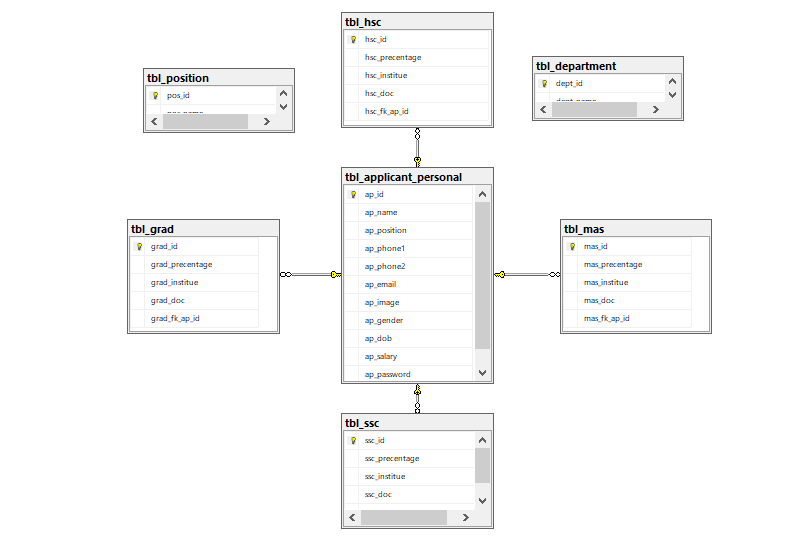 tbl_hsc
hsc_id
hsc_precentage
hsc_institue
hsc_doc
hsc_fk_ap_id
tbl_position
pos_id
tbl_department
dept_id
tbl_applicant_personal
ap_id
ap_name
ap_position
ap_phone1
ap_phone2
ap_email
ap_image
ap_gender
ap_dob
ap_salary
ap_password
tbl_grad
grad_id
grad_precentage
grad_institue
grad_doc
grad_fk_ap_id
tbl_mas
mas_id
mas_precentage
mas_institue
mas_doc
mas_fk_ap_id
tbl_ssc
ssc_id
ssc_precentage
ssc_institue
ssc_doc